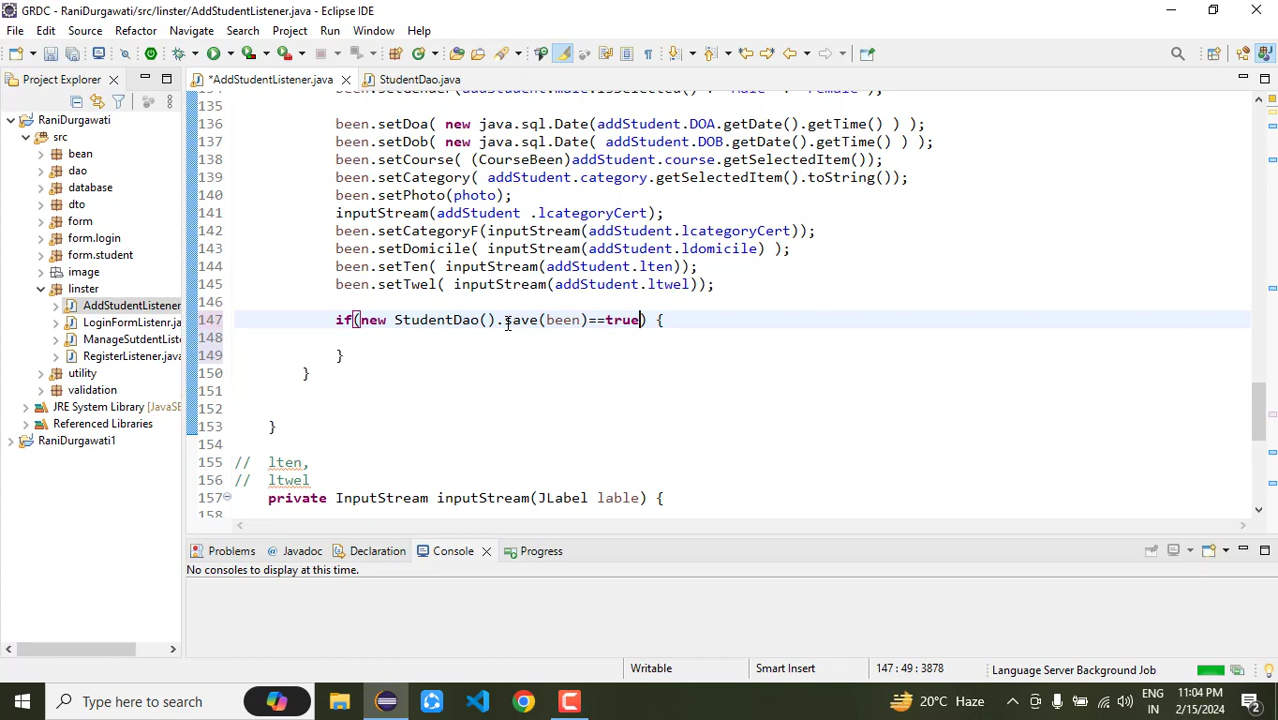 GRDC - RaniDurgawati/src/linster/AddStudentListener.java - Eclipse IDE
File Edit Source Refactor Navigate Search Project Run Window Help
Project Explorer
*AddStudentListener.java
StudentDao.java
RaniDurgawati
src
bean
dao
database
dto
form
form.login
form.student
image
linster
AddStudentListener
LoginFormListenr.ja
ManageSutdentList
RegisterListener.java
utility
validation
JRE System Library [JavaSE
Referenced Libraries
RaniDurgawati1
135
136 been.setDoa( new java.sql.Date(addStudent.DOA.getDate().getTime() ) );
137 been.setDob( new java.sql.Date( addStudent.DOB.getDate().getTime() ) );
138 been.setCourse( (CourseBeen)addStudent.course.getSelectedItem());
139 been.setCategory( addStudent.category.getSelectedItem().toString());
140 been.setPhoto(photo);
141 inputStream(addStudent .lcategoryCert);
142 been.setCategoryF(inputStream(addStudent.lcategoryCert));
143 been.setDomicile( inputStream(addStudent.ldomicile) );
144 been.setTen( inputStream(addStudent.lten));
145 been.setTwel( inputStream(addStudent.ltwel));
146
147 if(new StudentDao().save(been)==true) {
148
149 }
150 }
151
152
153 }
154
155 // lten,
156 // ltwel
157 private InputStream inputStream(JLabel lable) {
158
Problems Javadoc Declaration Console Progress
No consoles to display at this time.
Writable Smart Insert 147 : 49 : 3878 Language Server Background Job
Type here to search
20°C Haze
ENG
IN
11:04 PM
2/15/2024
2